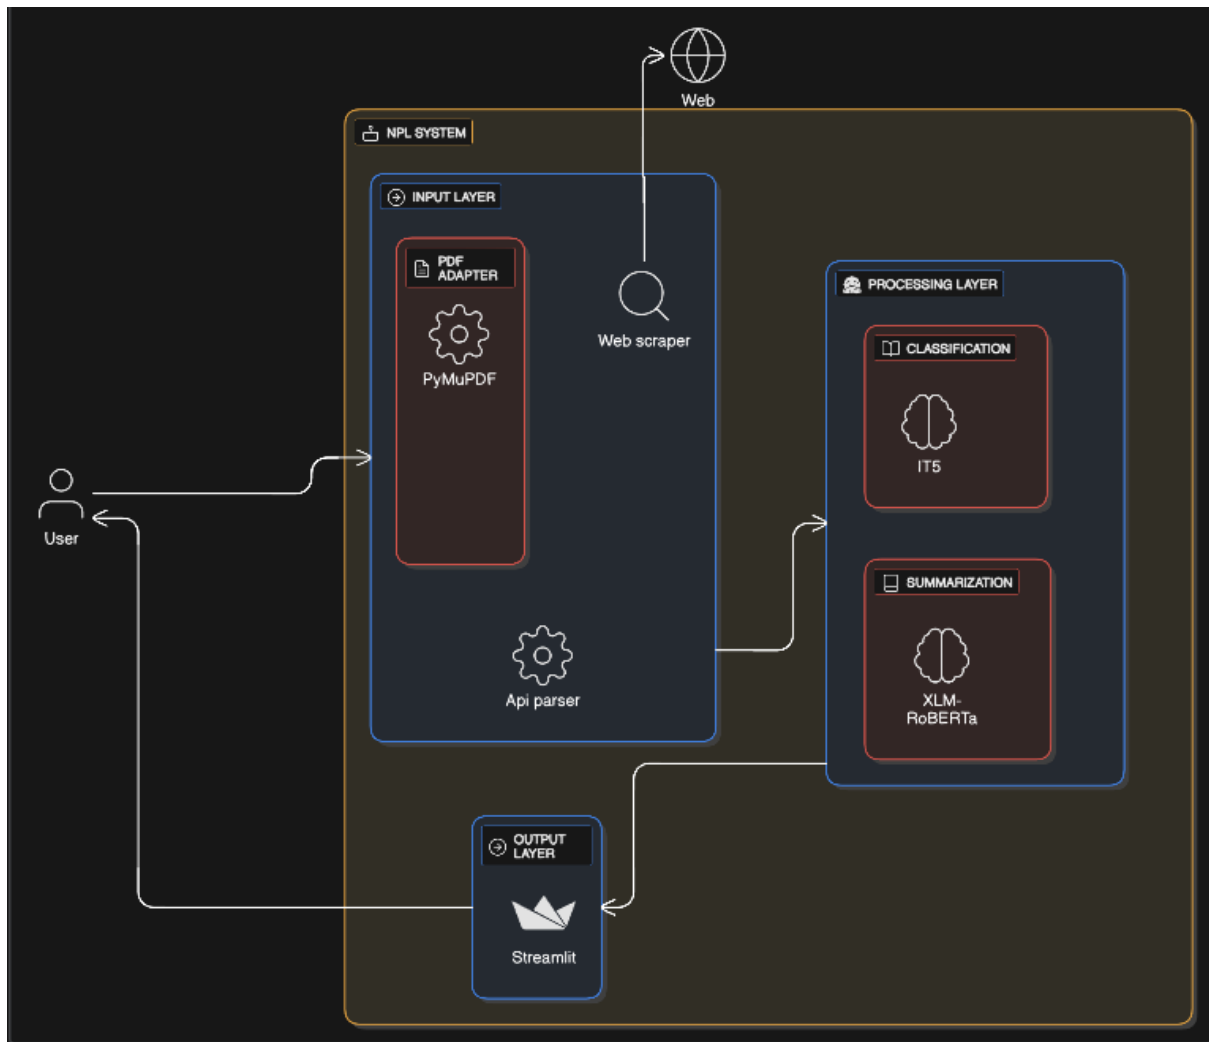 Web
NPL SYSTEM
INPUT LAYER
PDF
ADAPTER
PyMuPDF
Web scraper
Api parser
User
PROCESSING LAYER
CLASSIFICATION
IT5
SUMMARIZATION
XLM-
RoBERTa
OUTPUT
LAYER
Streamlit